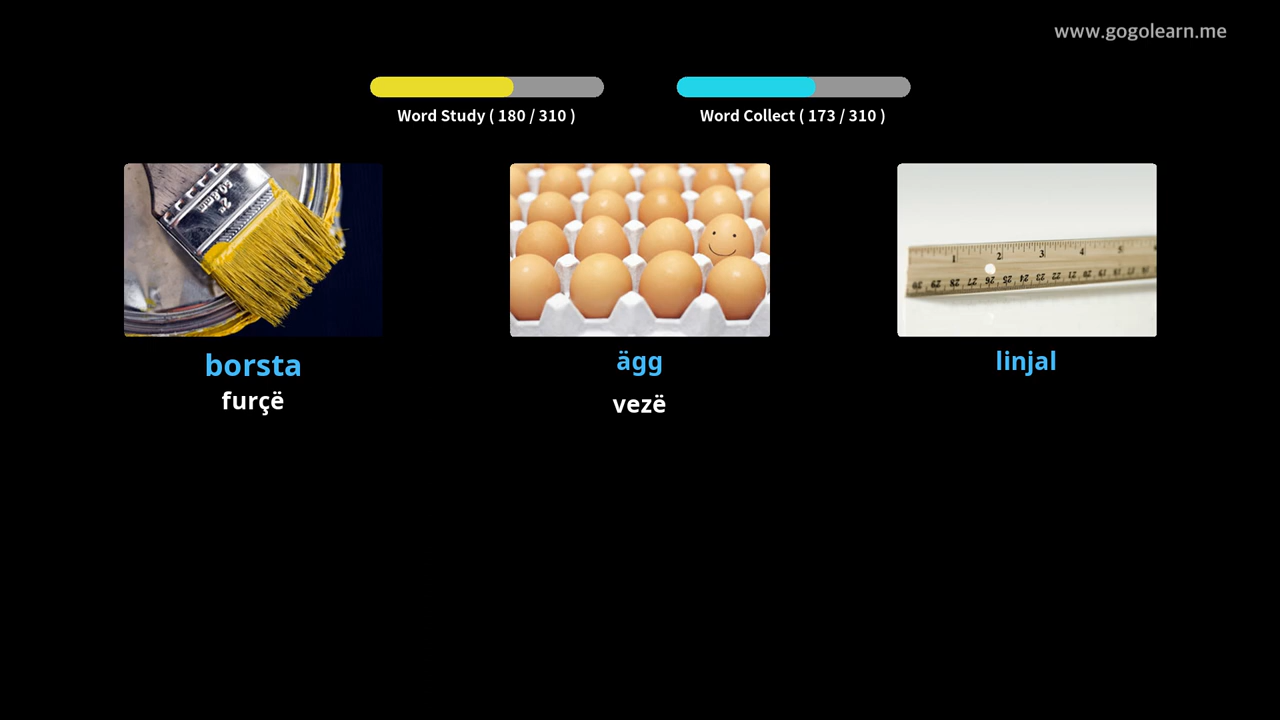 www.gogolearn.me
Word Study ( 180 / 310 )
Word Collect ( 173 / 310 )
borsta
furçë
ägg
vezë
linjal